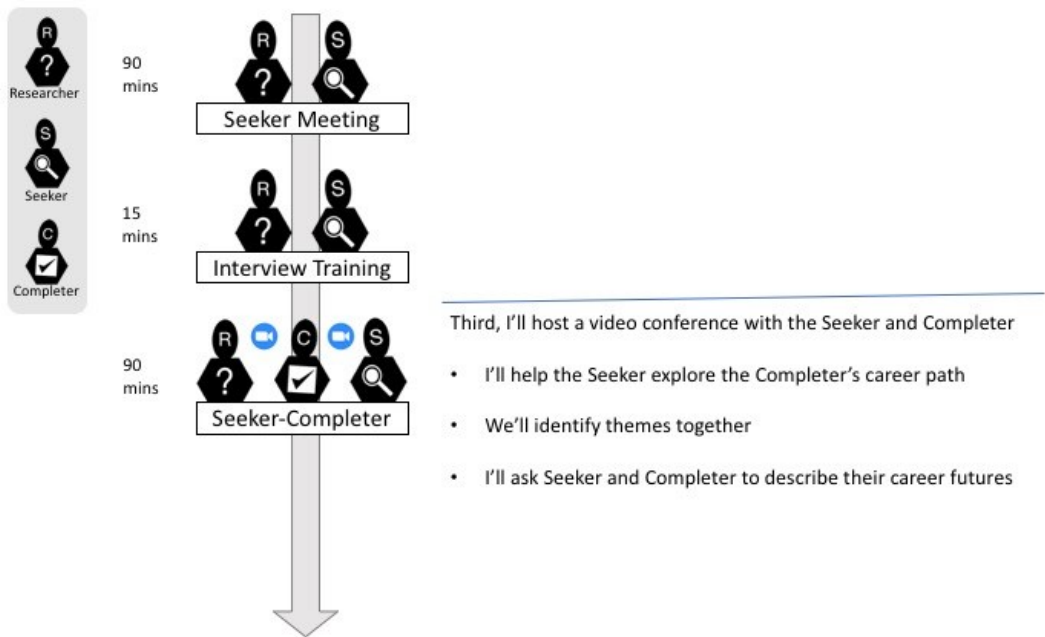 R
?
Researcher
S
Seeker
C
Completer
90
mins
R
S
?
Seeker Meeting
15
mins
R
S
?
Interview Training
90
mins
R
C
S
?
Seeker-Completer
Third, I'll host a video conference with the Seeker and Completer
• I'll help the Seeker explore the Completer's career path
• We'll identify themes together
• I'll ask Seeker and Completer to describe their career futures